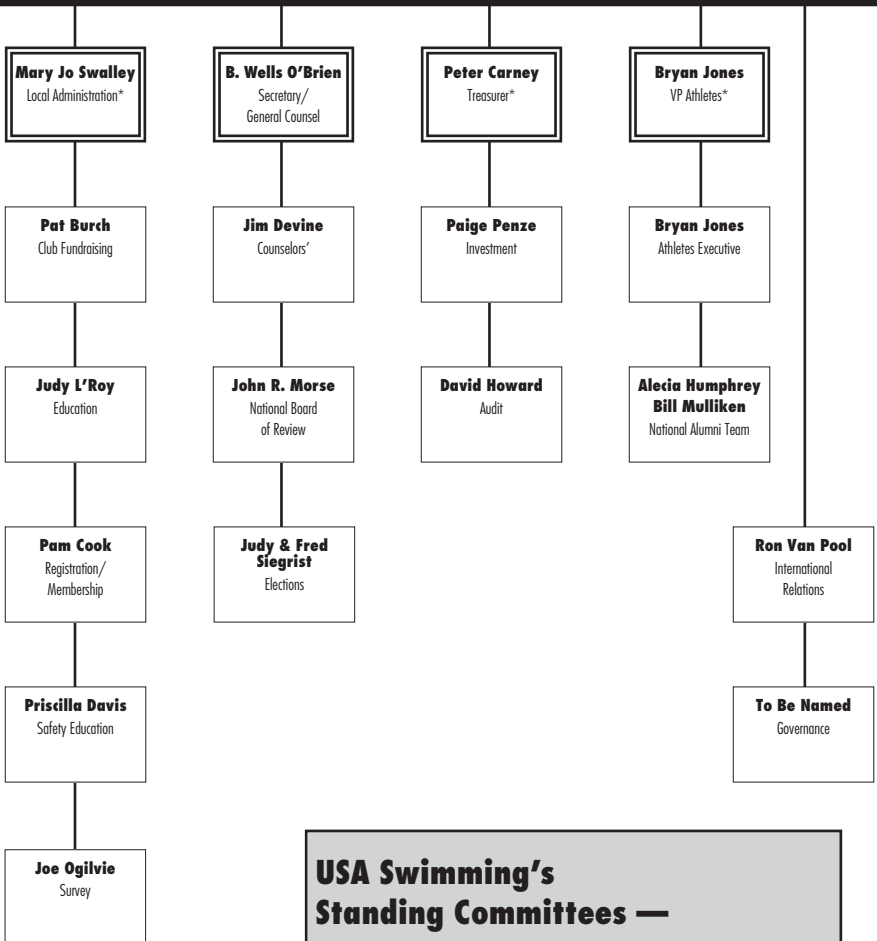 Mary Jo Swalley
Local Administration*
B. Wells O’Brien
Secretary/
General Counsel
Peter Carney
Treasurer*
Bryan Jones
VP Athletes*
Pat Burch
Club Fundraising
Jim Devine
Counselors’
Paige Penze
Investment
Bryan Jones
Athletes Executive
Judy L’Roy
Education
John R. Morse
National Board
of Review
David Howard
Audit
Alecia Humphrey
Bill Mulliken
National Alumni Team
Pam Cook
Registration/
Membership
Judy & Fred
Siegrist
Elections
Ron Van Pool
International
Relations
Priscilla Davis
Safety Education
To Be Named
Governance
Joe Ogilvie
Survey
USA Swimming’s
Standing Committees —